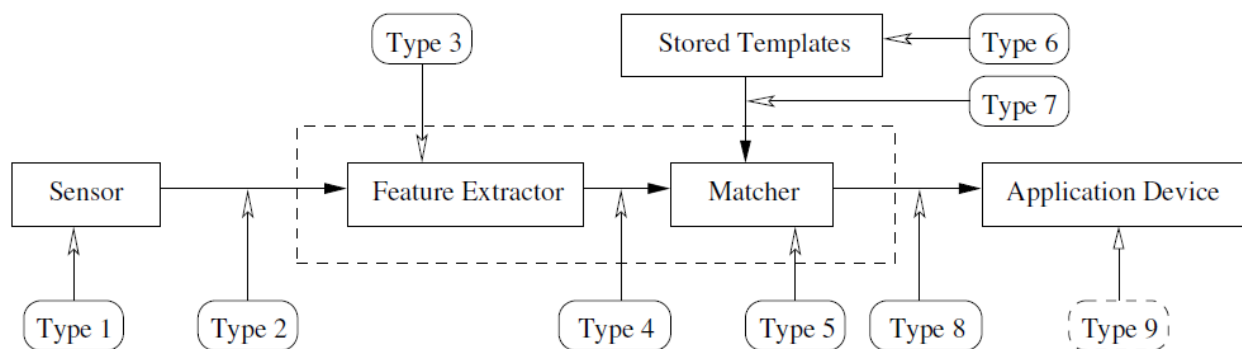 Type 3
Stored Templates
Type 6
Type 7
Sensor
Feature Extractor
Matcher
Application Device
Type 1
Type 2
Type 4
Type 5
Type 8
Type 9